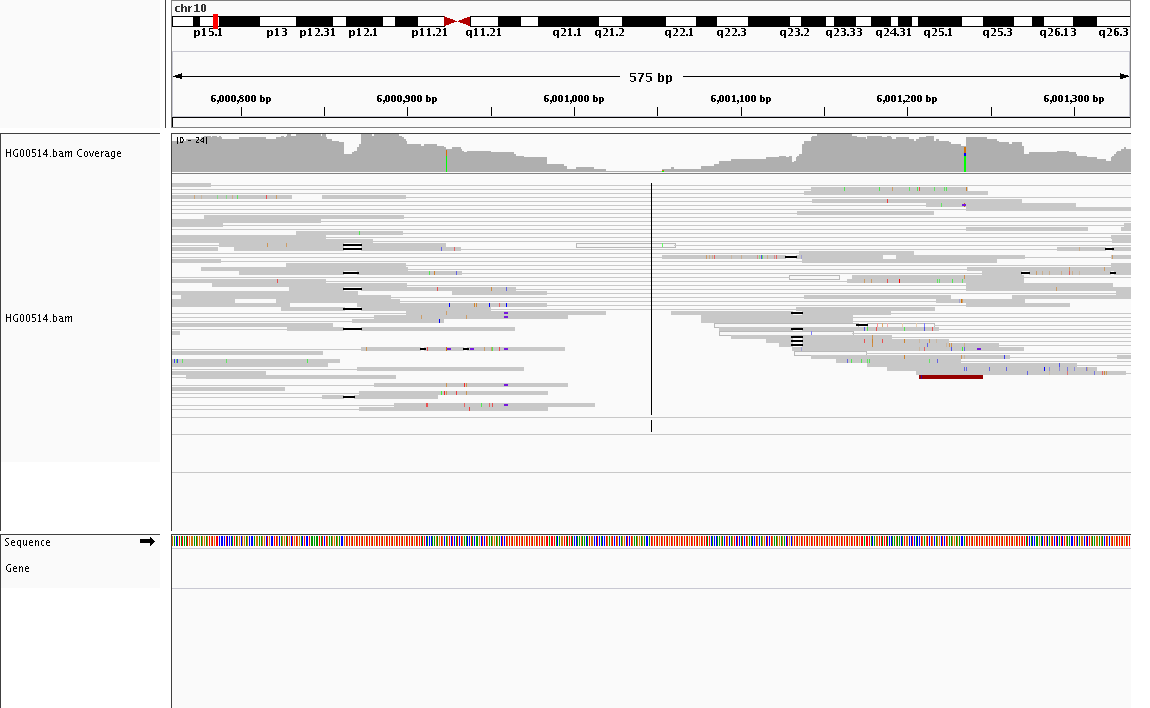 chr10
p15.1 p13 p12.31 p12.1 p11.21 q11.21 q21.1 q21.2 q22.1 q22.3 q23.2 q23.33 q24.31 q25.1 q25.3 q26.13 q26.3
575 bp
6,000,800 bp 6,000,900 bp 6,001,000 bp 6,001,100 bp 6,001,200 bp 6,001,300 bp
[0 - 24]
HG00514.bam Coverage
HG00514.bam
Sequence
Gene